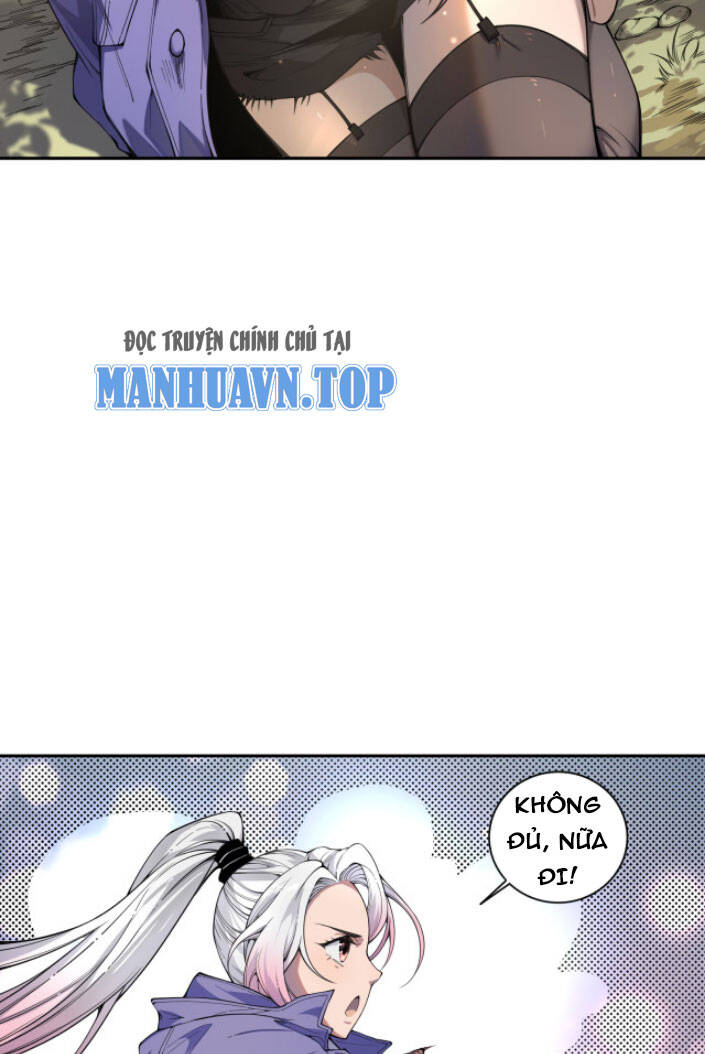 ĐỌC TRUYỆN CHÍNH CHỦ TẠI
MANHUAVN.TOP
KHÔNG
ĐỦ, NỮA
ĐI!